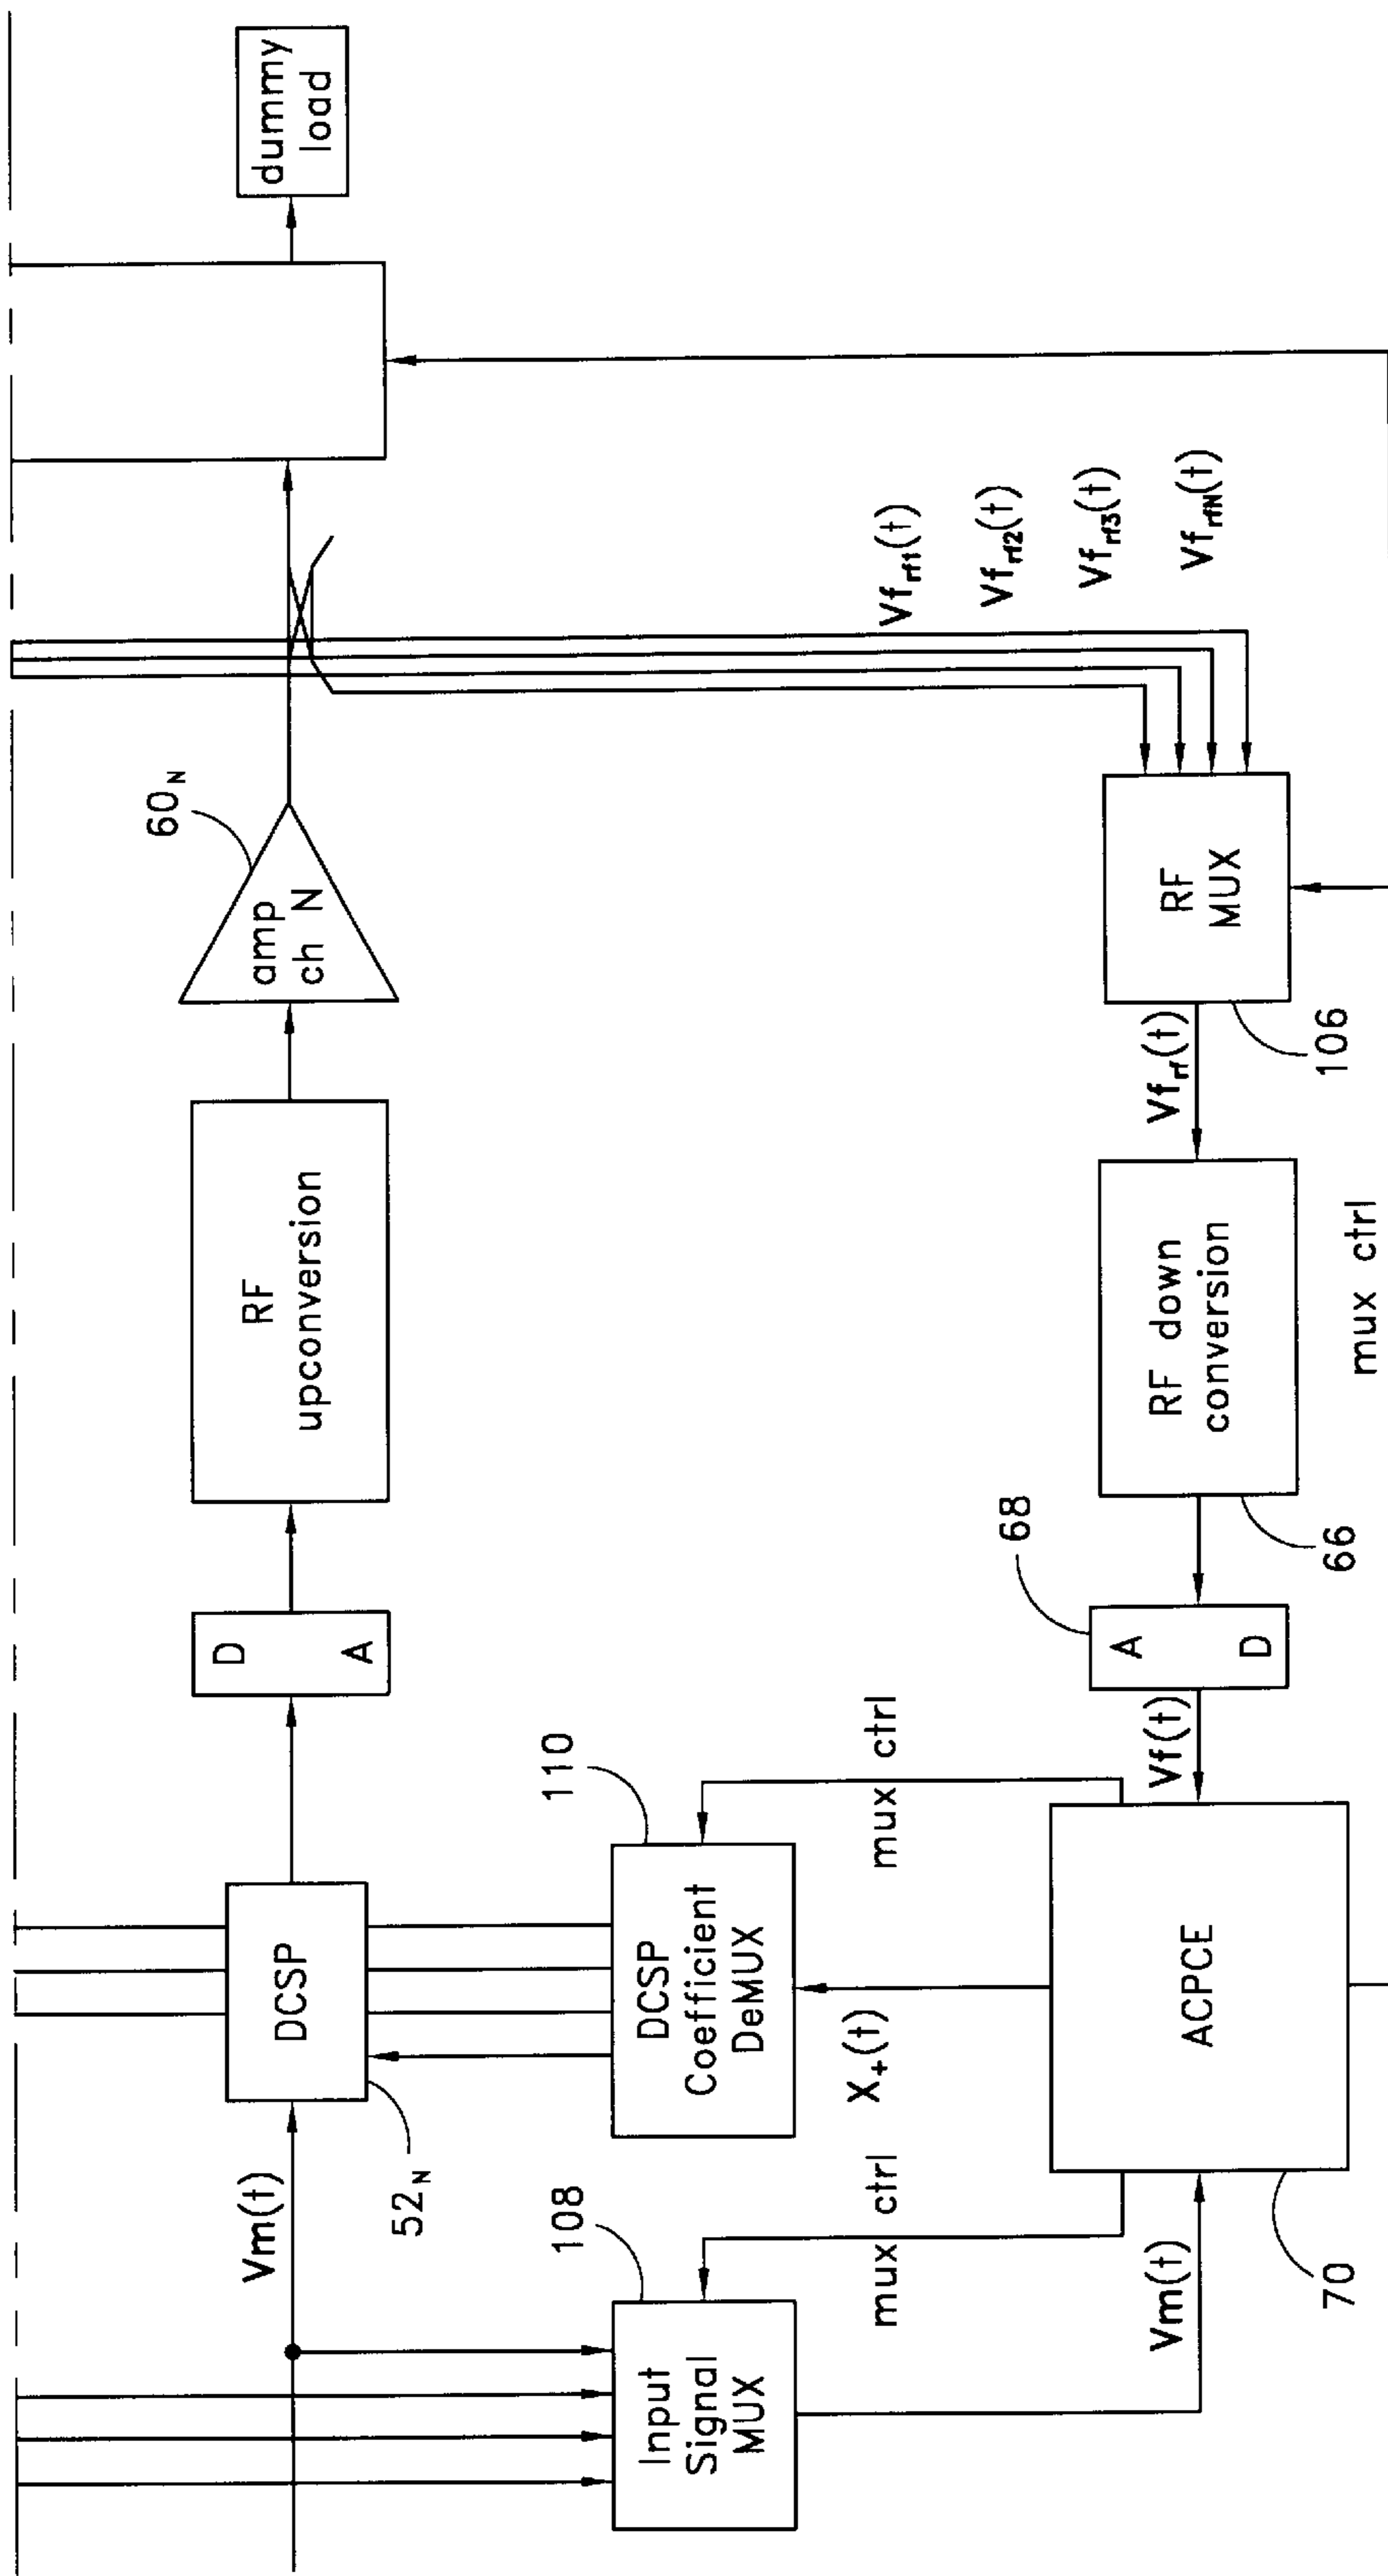 dummy
load
60N
amp
ch N
RF
upconversion
D
A
DCSP
52N
Vm(t)
Vfrf1(t)
Vfrf2(t)
Vfrf3(t)
VfrfN(t)
RF
MUX
106
Vfrf(t)
RF down
conversion
66
mux ctrl
68
A
D
Vf(t)
110
DCSP
Coefficient
DeMUX
mux ctrl
X+(t)
ACPCE
70
108
Input
Signal
MUX
mux ctrl
Vm(t)